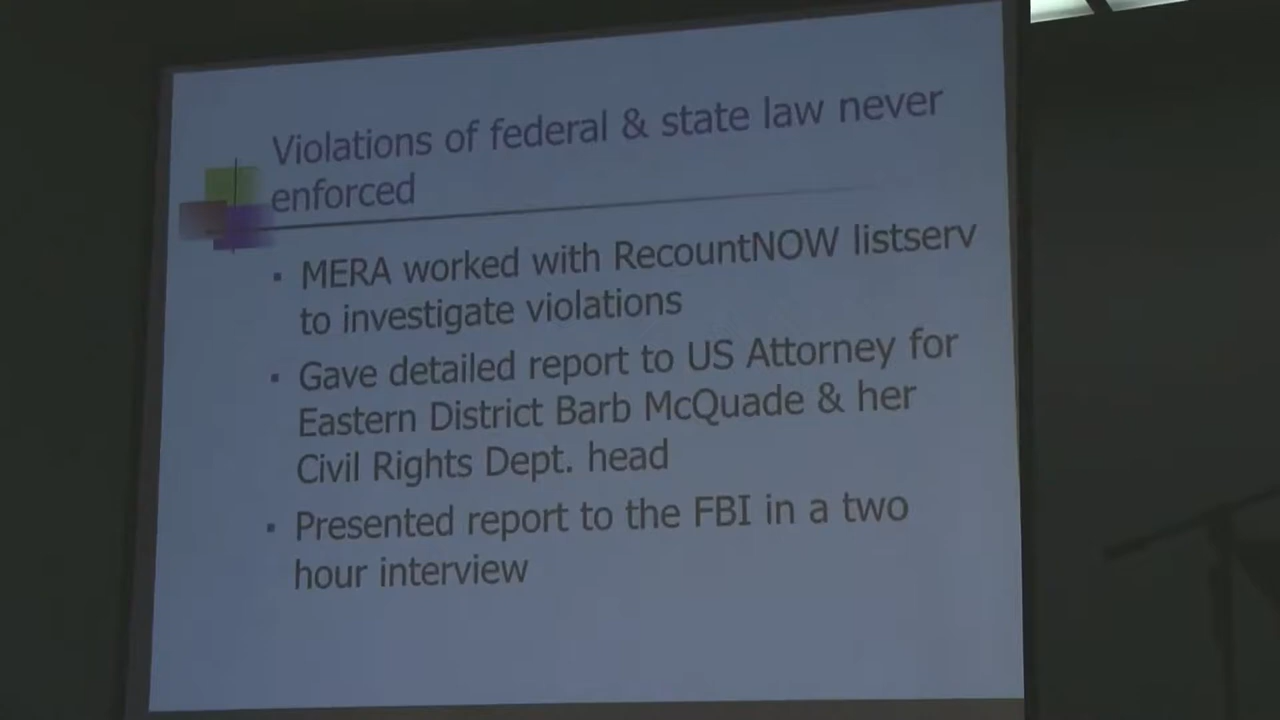 Violations of federal & state law never
enforced
▪ MERA worked with RecountNOW listserv
to investigate violations
▪ Gave detailed report to US Attorney for
Eastern District Barb McQuade & her
Civil Rights Dept. head
▪ Presented report to the FBI in a two
hour interview